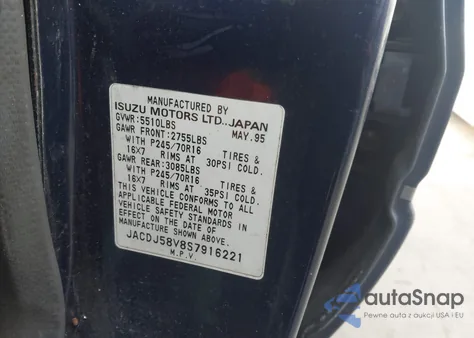 MANUFACTURED BY
ISUZU MOTORS LTD.,JAPAN
GVWR:5510LBS MAY.95
GAWR FRONT:2755LBS
WITH P245/70R16 TIRES &
16X7 RIMS AT 30PSI COLD.
GAWR REAR:3085LBS
WITH P245/70R16 TIRES &
16X7 RIMS AT 35PSI COLD.
THIS VEHICLE CONFORMS TO ALL
APPLICABLE FEDERAL MOTOR
VEHICLE SAFETY STANDARDS IN
EFFECT ON THE DATE OF
MANUFACTURE SHOWN ABOVE.
JACDJ58V8S7916221
M.P.V.
autoSnap
Pewne auta z aukcji USA i EU